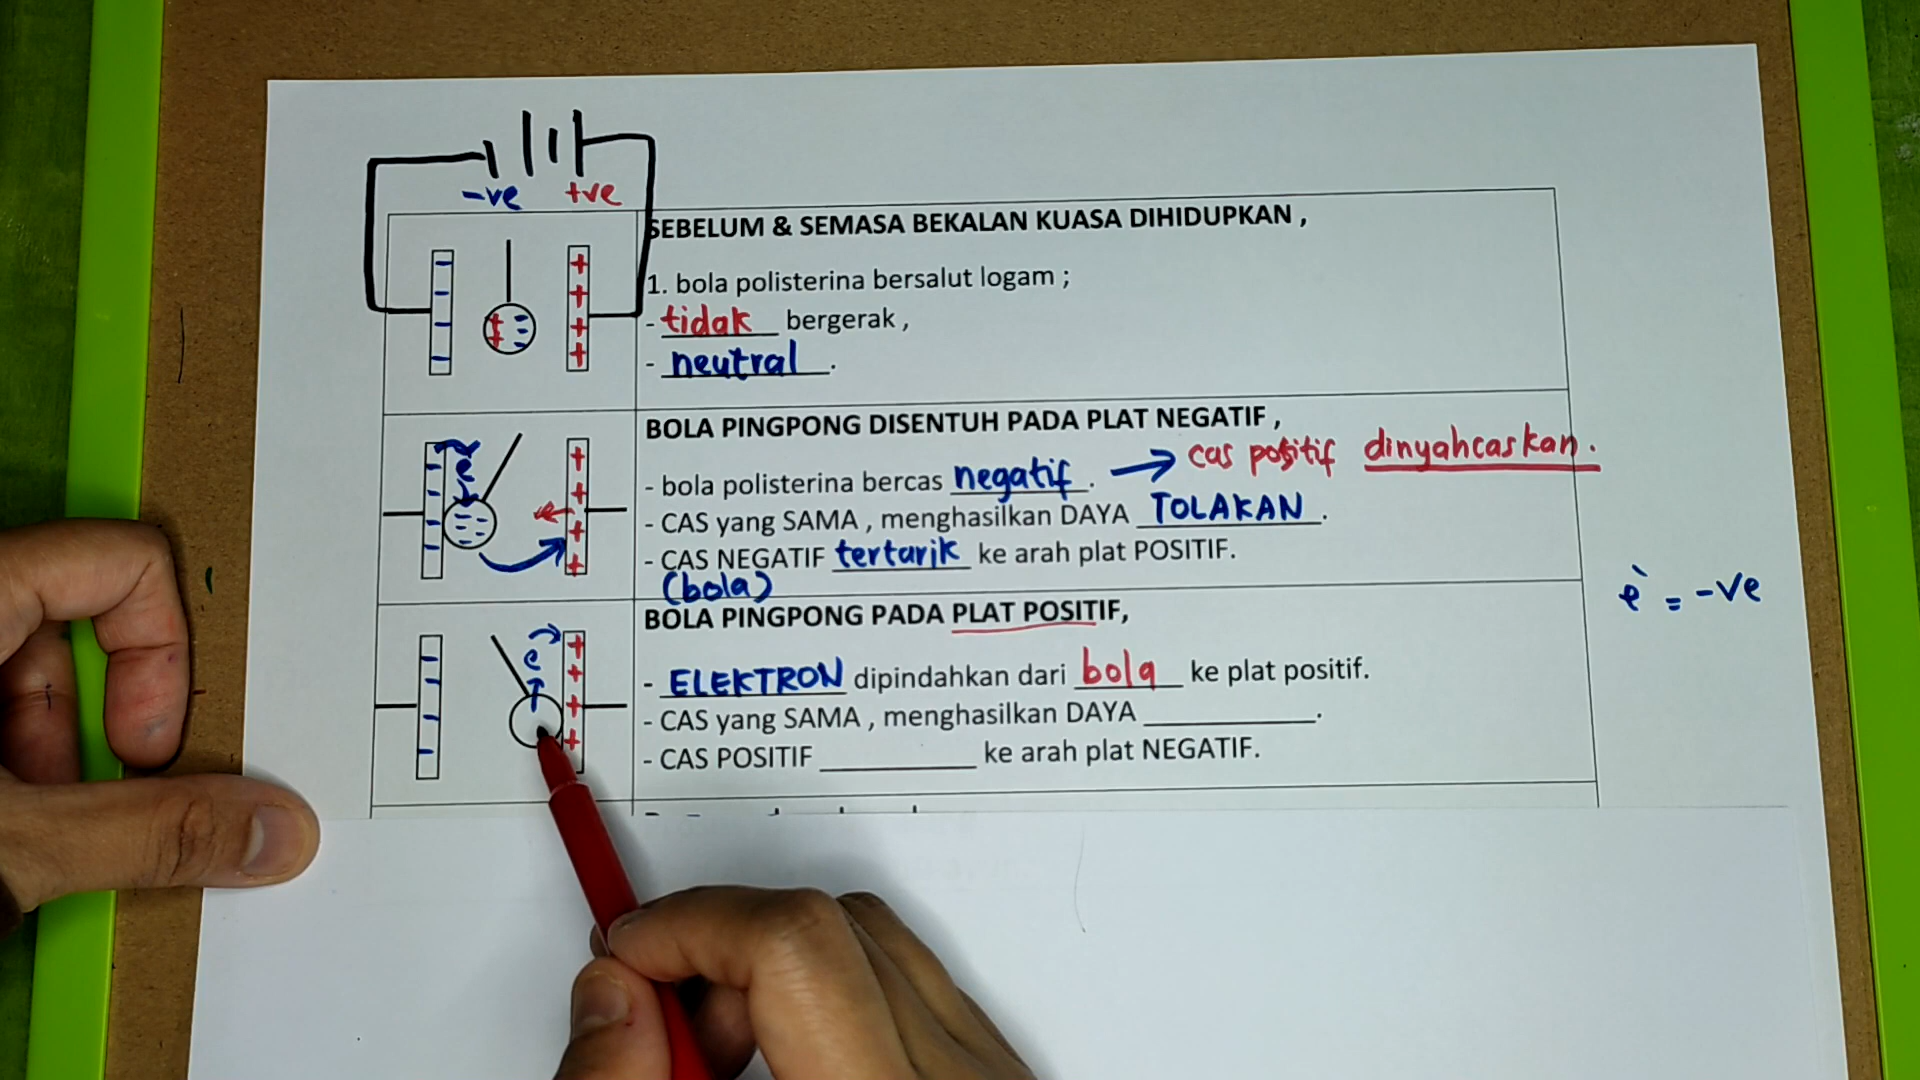 -ve +ve
SEBELUM & SEMASA BEKALAN KUASA DIHIDUPKAN ,
1. bola polisterina bersalut logam ;
- tidak bergerak ,
- neutral .
BOLA PINGPONG DISENTUH PADA PLAT NEGATIF ,
- bola polisterina bercas negatif . → cas positif dinyahcaskan .
- CAS yang SAMA , menghasilkan DAYA TOLAKAN .
- CAS NEGATIF tertarik ke arah plat POSITIF.
(bola)
e⁻ = -ve
BOLA PINGPONG PADA PLAT POSITIF,
- ELEKTRON dipindahkan dari bola ke plat positif.
- CAS yang SAMA , menghasilkan DAYA ____________.
- CAS POSITIF ___________ ke arah plat NEGATIF.
e
e